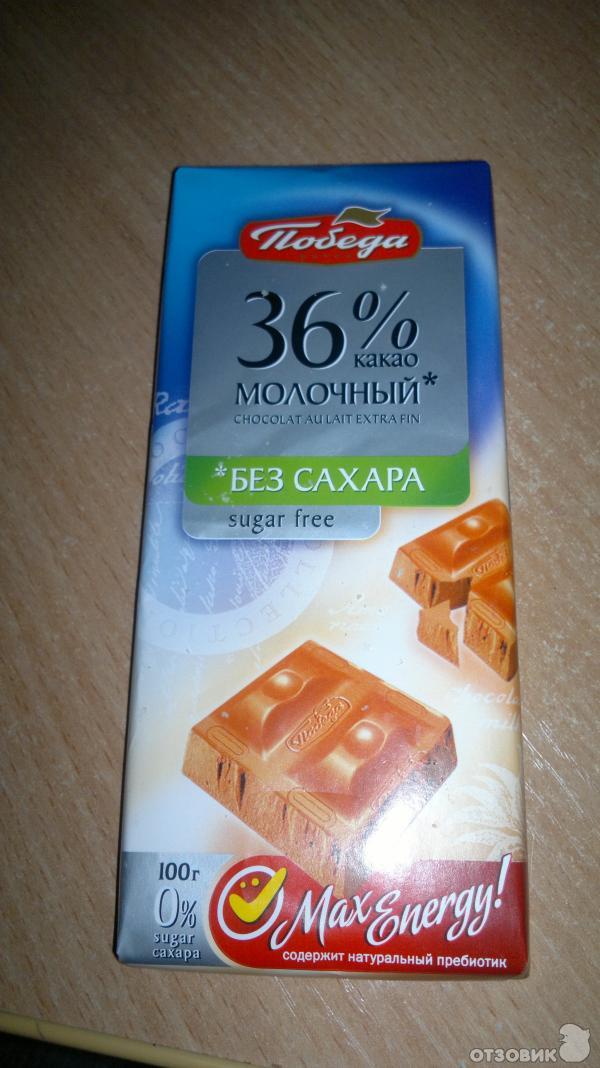 Победа
36%
какао
МОЛОЧНЫЙ*
CHOCOLAT AU LAIT EXTRA FIN
*БЕЗ САХАРА
sugar free
Победа
100г
0%
sugar
сахара
Max Energy!
содержит натуральный пребиотик
ОТЗОВИК